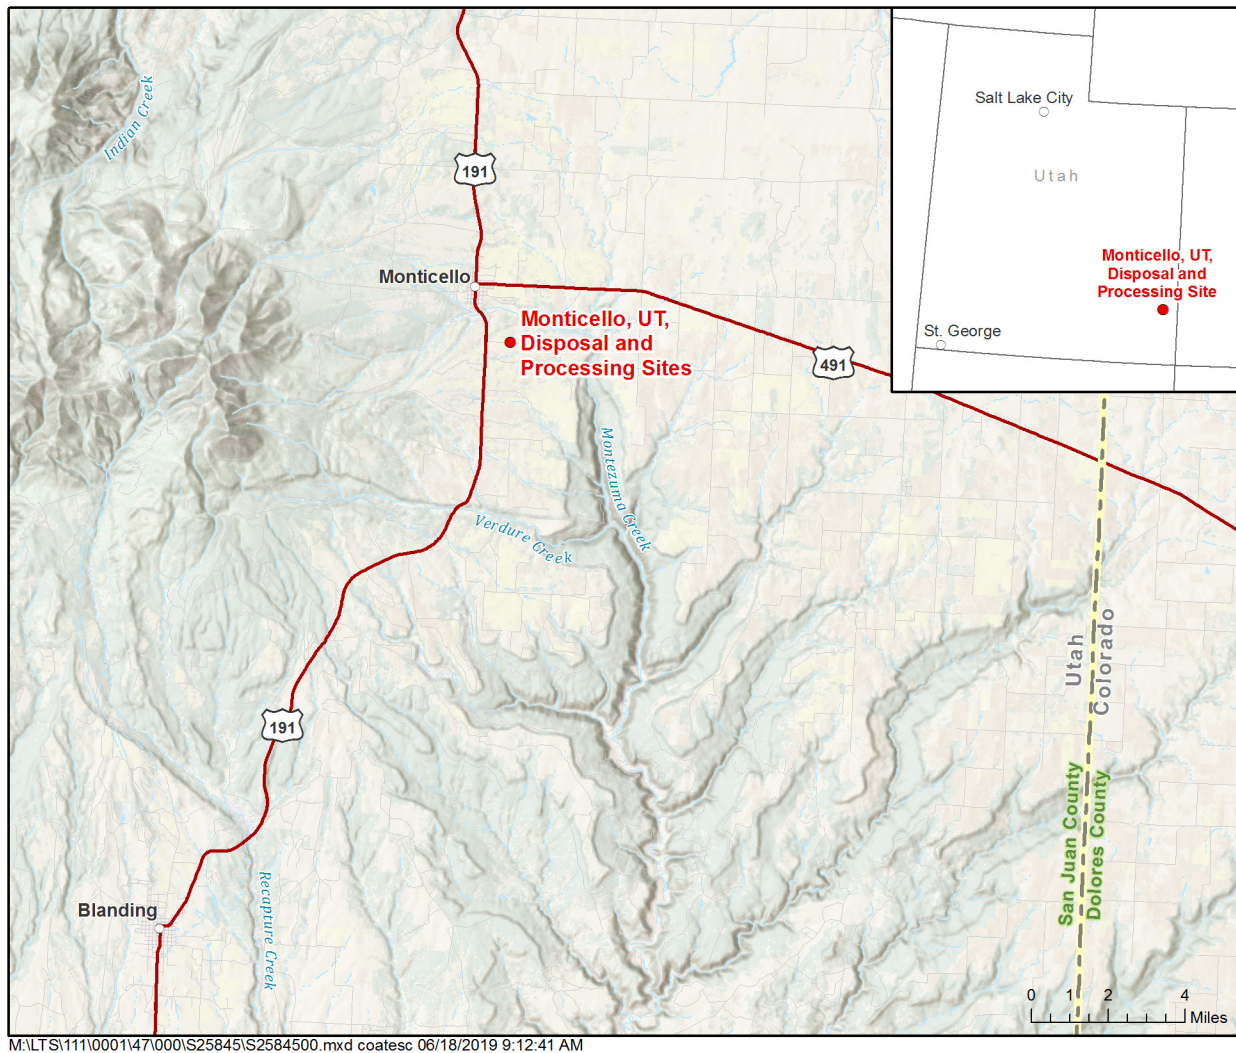 Indian Creek
191
Monticello
Monticello, UT,
Disposal and
Processing Sites
491
Salt Lake City
Utah
Monticello, UT,
Disposal and
Processing Site
St. George
Montezuma Creek
Verdure Creek
Utah
Colorado
191
San Juan County
Dolores County
Blanding
Recapture Creek
0 1 2 4
Miles
M:\LTS\111\0001\47\000\S25845\S2584500.mxd coatesc 06/18/2019 9:12:41 AM